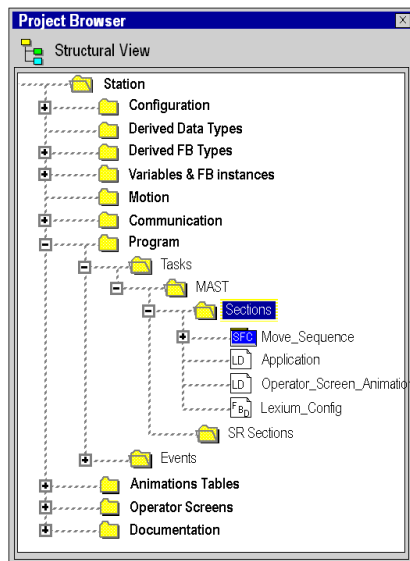 Project Browser
Structural View
Station
Configuration
Derived Data Types
Derived FB Types
Variables & FB instances
Motion
Communication
Program
Tasks
MAST
Sections
SFC Move_Sequence
LD Application
LD Operator_Screen_Animatio
FBD Lexium_Config
SR Sections
Events
Animations Tables
Operator Screens
Documentation